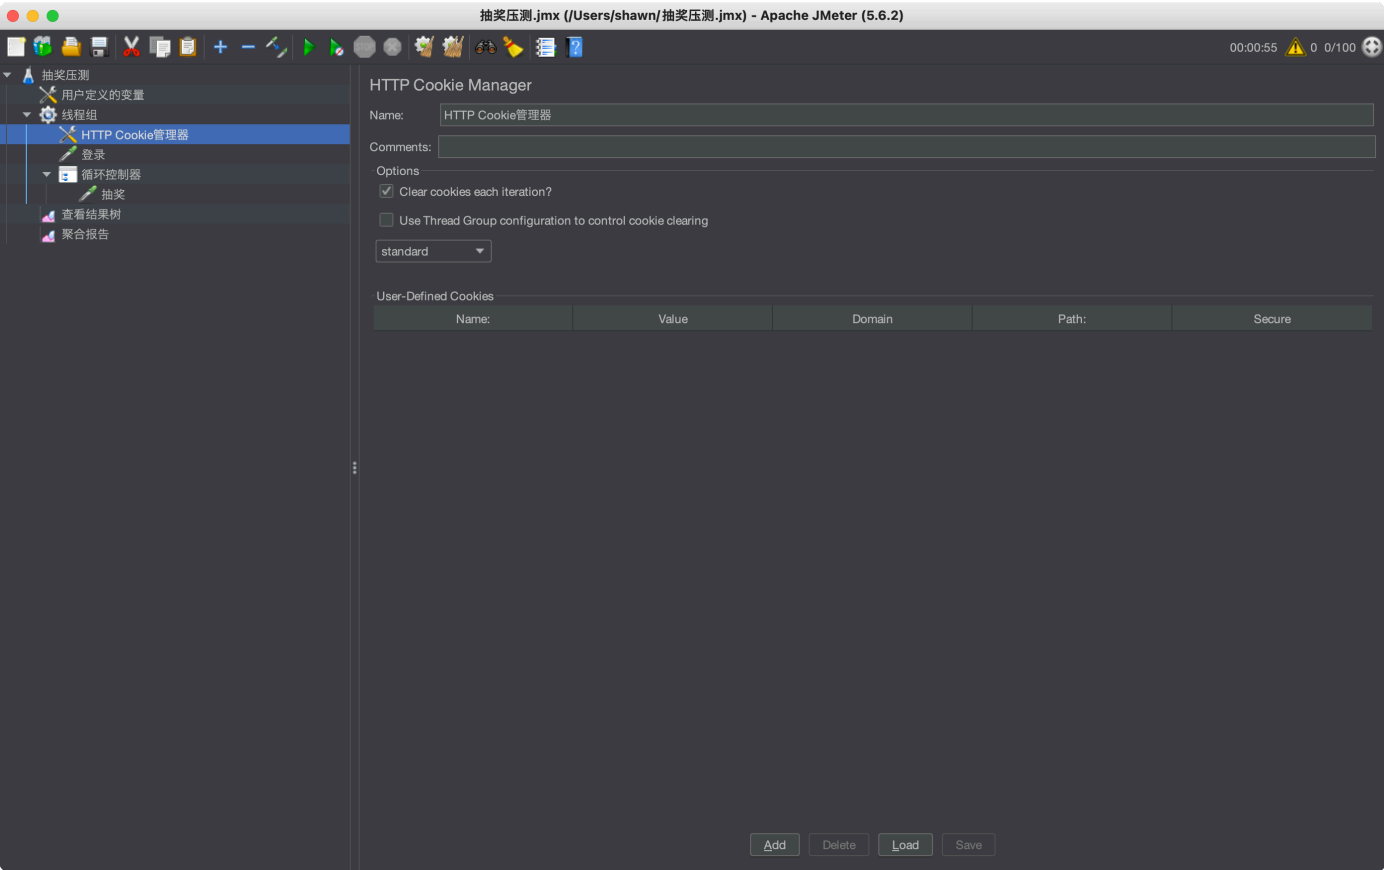 抽奖压测.jmx (/Users/shawn/抽奖压测.jmx) - Apache JMeter (5.6.2)
00:00:55 0 0/100
抽奖压测
用户定义的变量
线程组
HTTP Cookie管理器
登录
循环控制器
抽奖
查看结果树
聚合报告
HTTP Cookie Manager
Name: HTTP Cookie管理器
Comments:
Options
Clear cookies each iteration?
Use Thread Group configuration to control cookie clearing
standard
User-Defined Cookies
Name: Value Domain Path: Secure
Add Delete Load Save